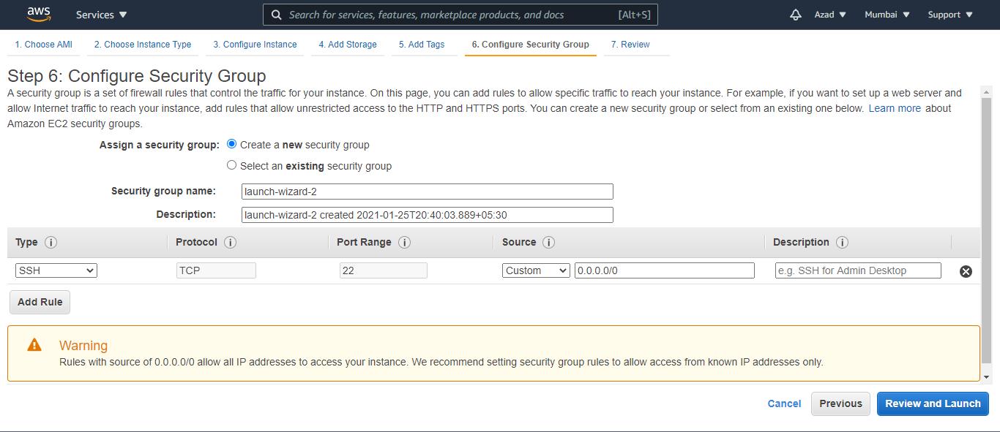 aws Services Search for services, features, marketplace products, and docs [Alt+S] Azad Mumbai Support
1. Choose AMI 2. Choose Instance Type 3. Configure Instance 4. Add Storage 5. Add Tags 6. Configure Security Group 7. Review
Step 6: Configure Security Group
A security group is a set of firewall rules that control the traffic for your instance. On this page, you can add rules to allow specific traffic to reach your instance. For example, if you want to set up a web server and
allow Internet traffic to reach your instance, add rules that allow unrestricted access to the HTTP and HTTPS ports. You can create a new security group or select from an existing one below. Learn more about
Amazon EC2 security groups.
Assign a security group: Create a new security group
Select an existing security group
Security group name: launch-wizard-2
Description: launch-wizard-2 created 2021-01-25T20:40:03.889+05:30
Type i Protocol i Port Range i Source i Description i
SSH TCP 22 Custom 0.0.0.0/0 e.g. SSH for Admin Desktop
Add Rule
Warning
Rules with source of 0.0.0.0/0 allow all IP addresses to access your instance. We recommend setting security group rules to allow access from known IP addresses only.
Cancel Previous Review and Launch